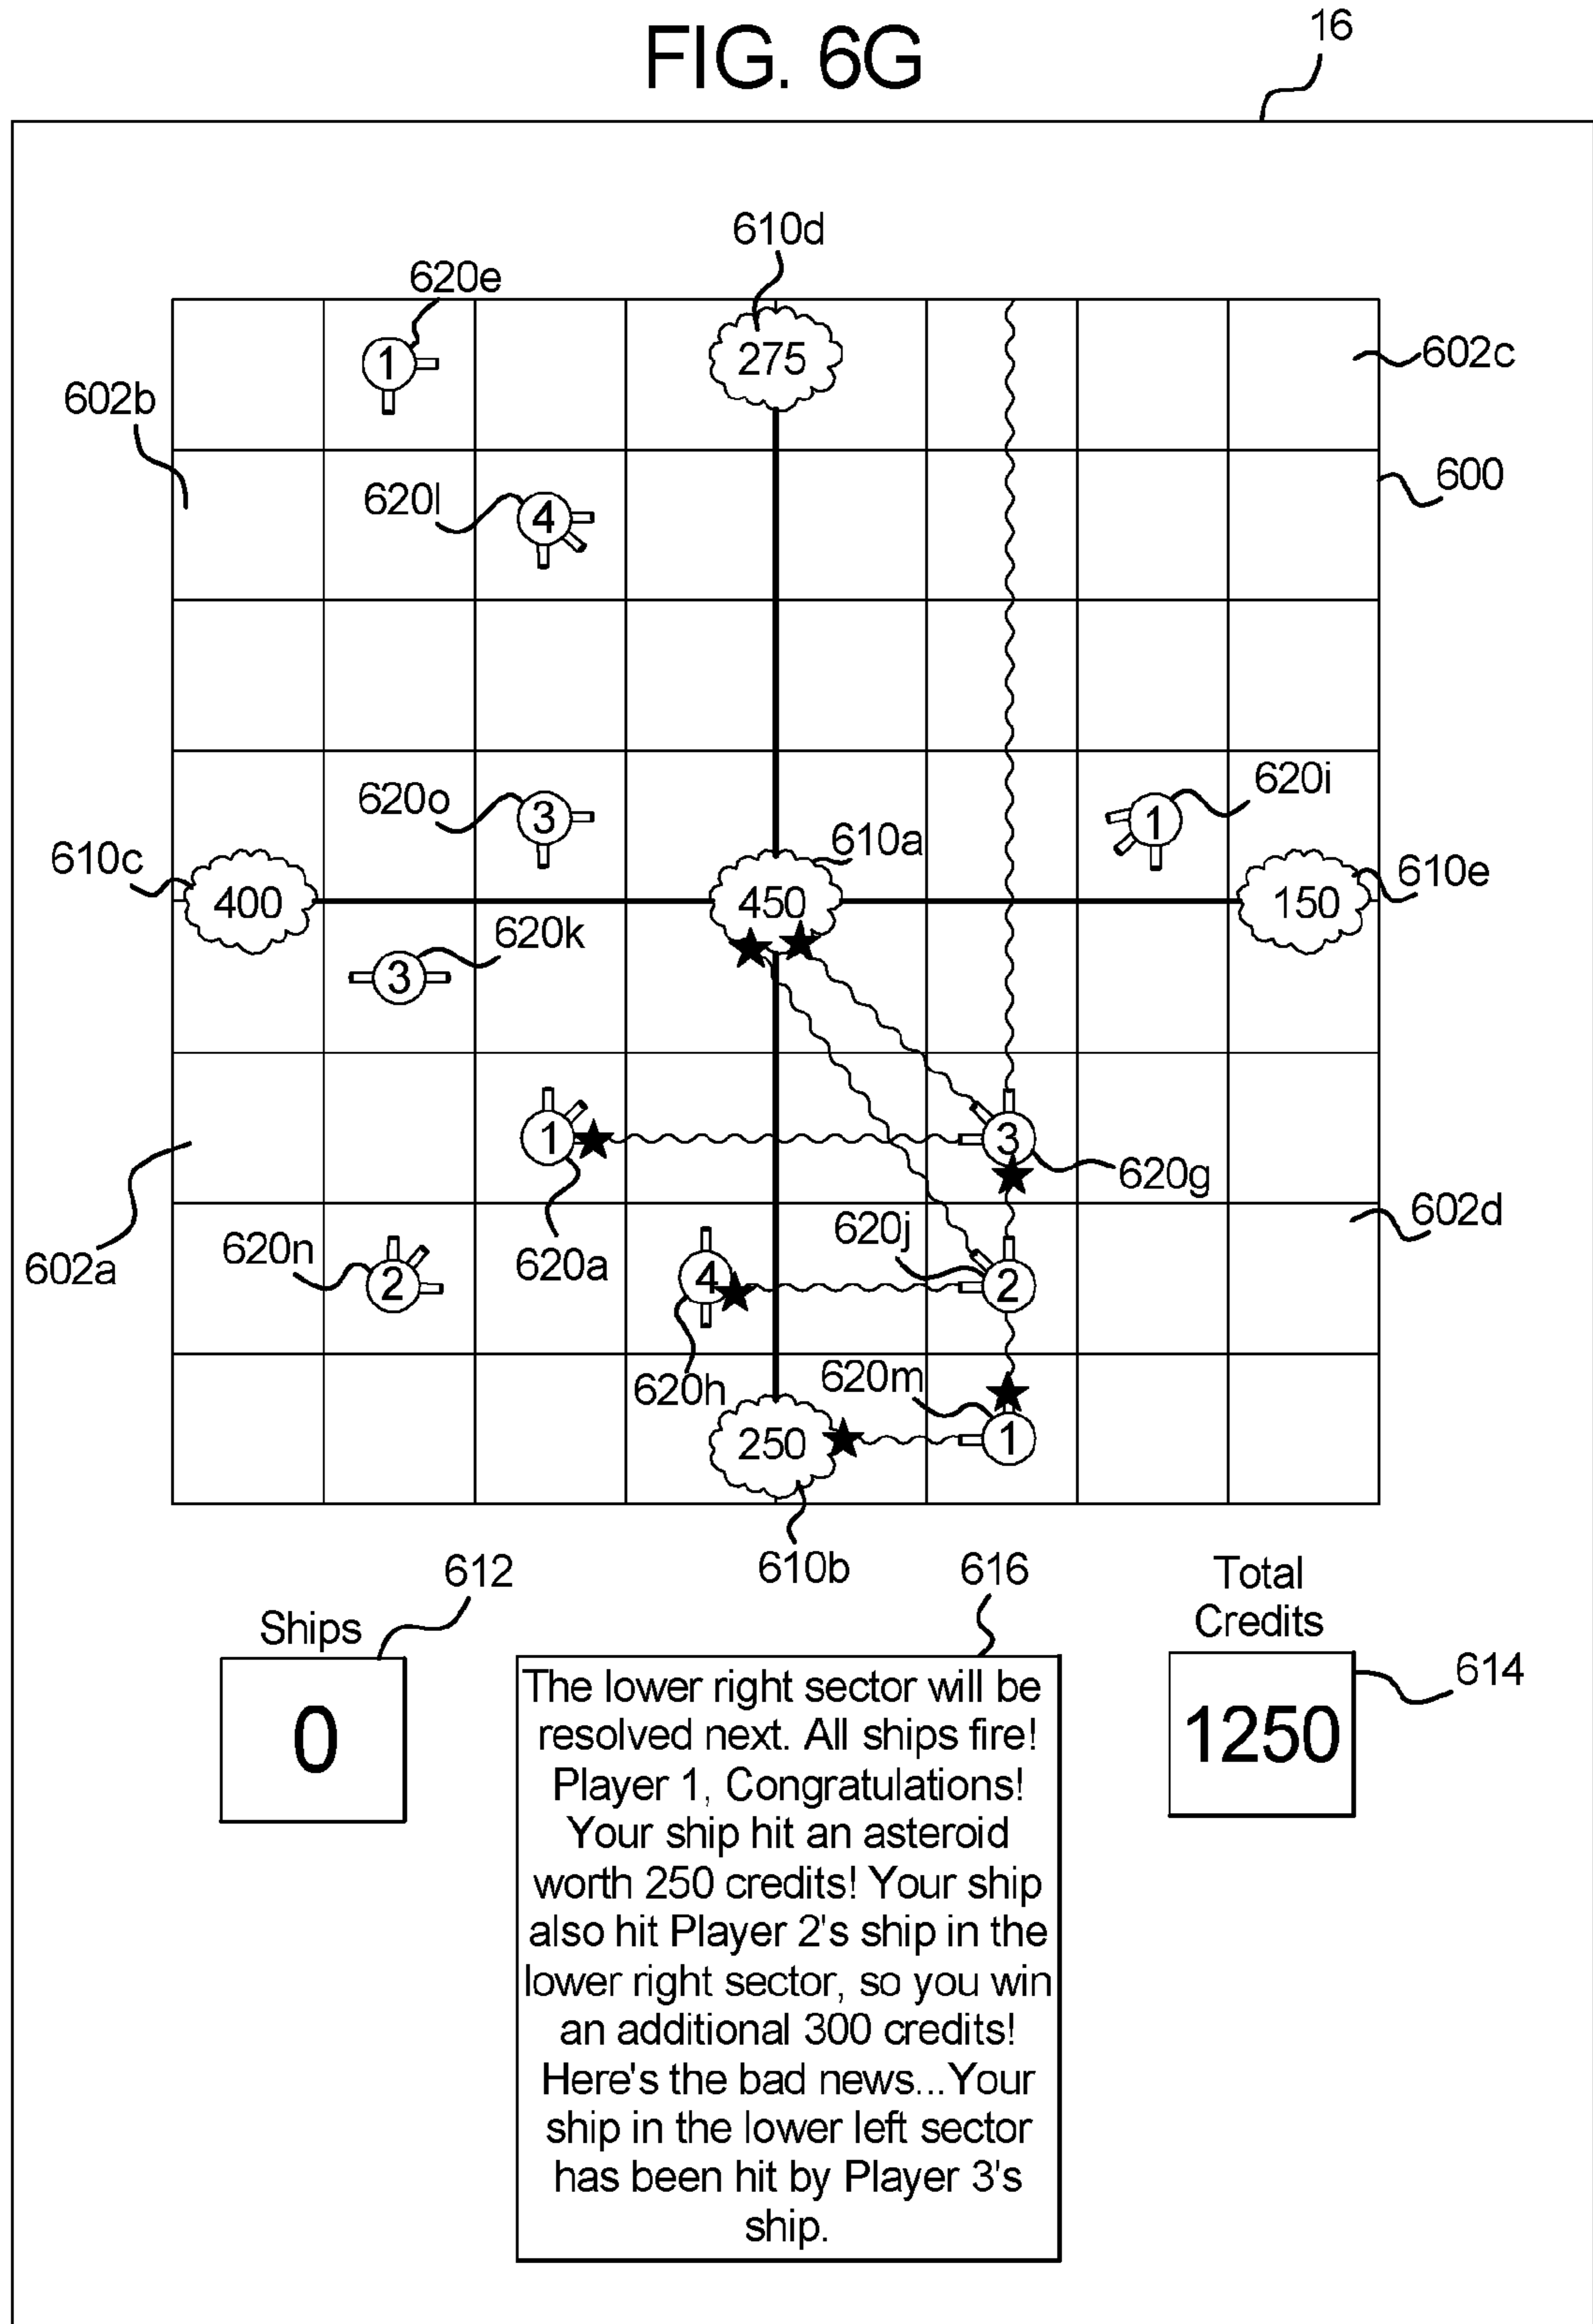 FIG. 6G
16
610d
620e
275
602c
1
602b
600
620l
4
620i
620o
3
1
610a
610c
610e
400
450
150
620k
3
1
3
620g
602d
620j
620n
620a
602a
2
4
2
620h
620m
250
1
612
610b
616
Total
Credits
Ships
614
0
1250
The lower right sector will be
resolved next. All ships fire!
Player 1, Congratulations!
Your ship hit an asteroid
worth 250 credits! Your ship
also hit Player 2's ship in the
lower right sector, so you win
an additional 300 credits!
Here's the bad news...Your
ship in the lower left sector
has been hit by Player 3's
ship.